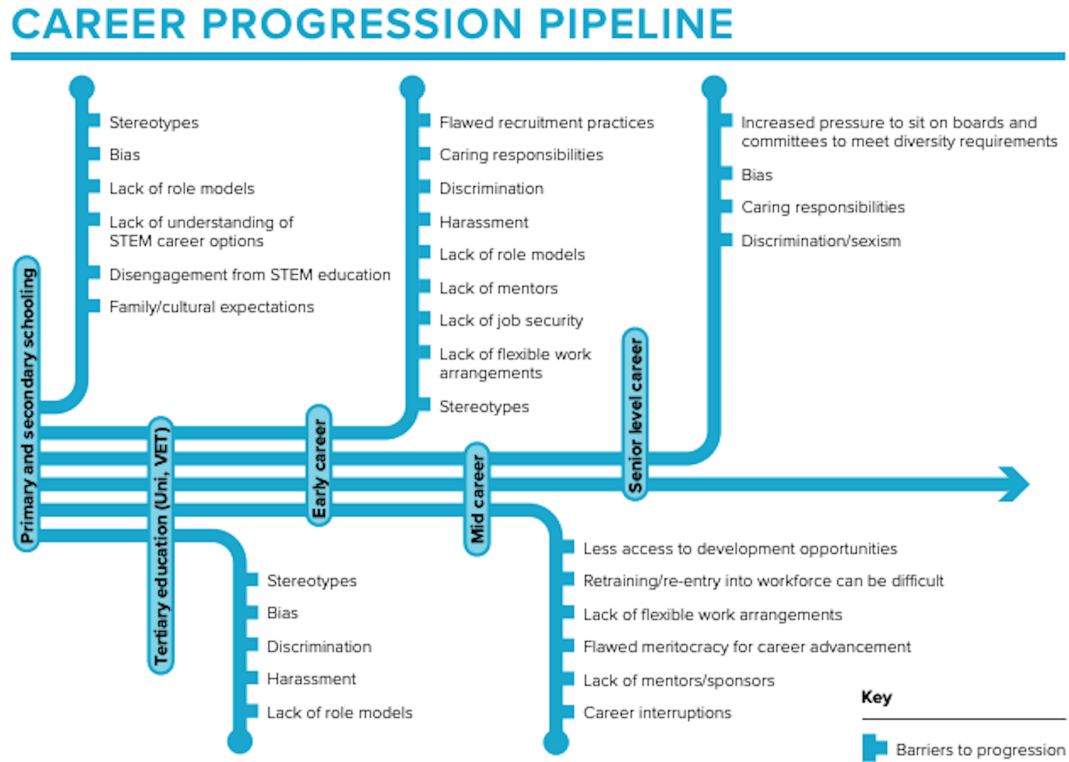 CAREER PROGRESSION PIPELINE
Primary and secondary schooling
Stereotypes
Bias
Lack of role models
Lack of understanding of
STEM career options
Disengagement from STEM education
Family/cultural expectations
Tertiary education (Uni, VET)
Stereotypes
Bias
Discrimination
Harassment
Lack of role models
Early career
Flawed recruitment practices
Caring responsibilities
Discrimination
Harassment
Lack of role models
Lack of mentors
Lack of job security
Lack of flexible work
arrangements
Stereotypes
Mid career
Less access to development opportunities
Retraining/re-entry into workforce can be difficult
Lack of flexible work arrangements
Flawed meritocracy for career advancement
Lack of mentors/sponsors
Career interruptions
Senior level career
Increased pressure to sit on boards and
committees to meet diversity requirements
Bias
Caring responsibilities
Discrimination/sexism
Key
Barriers to progression